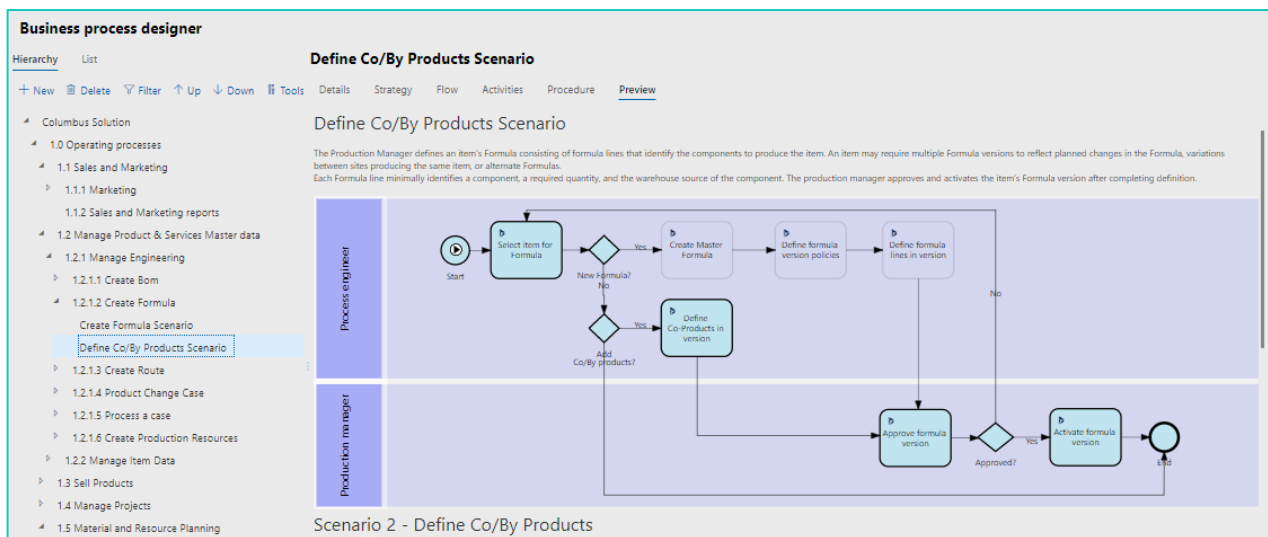 Business process designer
Hierarchy List
New Delete Filter Up Down Tools
Columbus Solution
1.0 Operating processes
1.1 Sales and Marketing
1.1.1 Marketing
1.1.2 Sales and Marketing reports
1.2 Manage Product & Services Master data
1.2.1 Manage Engineering
1.2.1.1 Create Bom
1.2.1.2 Create Formula
Create Formula Scenario
Define Co/By Products Scenario
1.2.1.3 Create Route
1.2.1.4 Product Change Case
1.2.1.5 Process a case
1.2.1.6 Create Production Resources
1.2.2 Manage Item Data
1.3 Sell Products
1.4 Manage Projects
1.5 Material and Resource Planning
Define Co/By Products Scenario
Details Strategy Flow Activities Procedure Preview
Define Co/By Products Scenario
The Production Manager defines an item's Formula consisting of formula lines that identify the components to produce the item. An item may require multiple Formula versions to reflect planned changes in the Formula, variations
between sites producing the same item, or alternate Formulas.
Each Formula line minimally identifies a component, a required quantity, and the warehouse source of the component. The production manager approves and activates the item's Formula version after completing definition.
Process engineer
Start
Select item for
Formula
New Formula?
No
Yes
Create Master
Formula
Define formula
version policies
Define formula
lines in version
No
Add
Co/By products?
Yes
Define
Co-Products in
version
Production manager
Approve formula
version
Approved?
Yes
Activate formula
version
End
Scenario 2 - Define Co/By Products